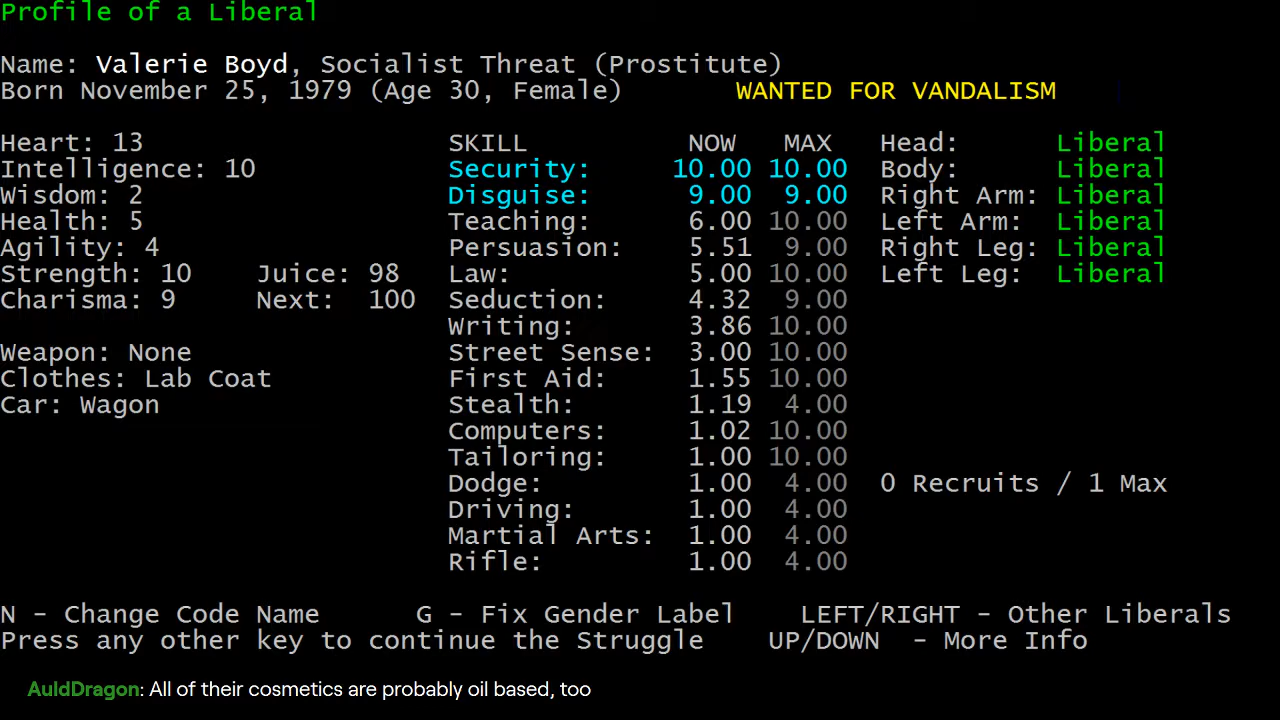 Profile of a Liberal
Name: Valerie Boyd, Socialist Threat (Prostitute)
Born November 25, 1979 (Age 30, Female) WANTED FOR VANDALISM
Heart: 13 SKILL NOW MAX Head: Liberal
Intelligence: 10 Security: 10.00 10.00 Body: Liberal
Wisdom: 2 Disguise: 9.00 9.00 Right Arm: Liberal
Health: 5 Teaching: 6.00 10.00 Left Arm: Liberal
Agility: 4 Persuasion: 5.51 9.00 Right Leg: Liberal
Strength: 10 Juice: 98 Law: 5.00 10.00 Left Leg: Liberal
Charisma: 9 Next: 100 Seduction: 4.32 9.00
Writing: 3.86 10.00
Weapon: None Street Sense: 3.00 10.00
Clothes: Lab Coat First Aid: 1.55 10.00
Car: Wagon Stealth: 1.19 4.00
Computers: 1.02 10.00
Tailoring: 1.00 10.00
Dodge: 1.00 4.00 0 Recruits / 1 Max
Driving: 1.00 4.00
Martial Arts: 1.00 4.00
Rifle: 1.00 4.00
N - Change Code Name G - Fix Gender Label LEFT/RIGHT - Other Liberals
Press any other key to continue the Struggle UP/DOWN - More Info
AuldDragon: All of their cosmetics are probably oil based, too